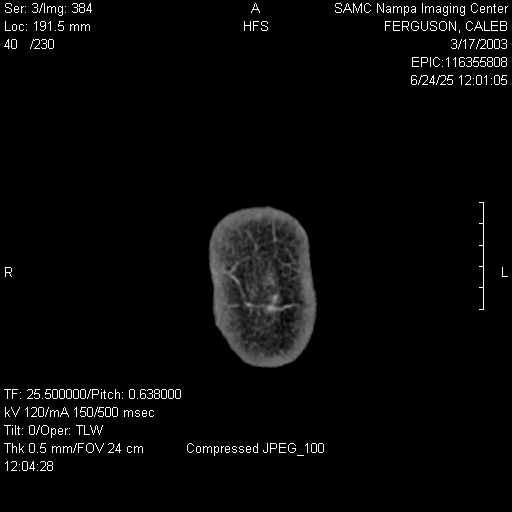 Ser: 3/Img: 384
Loc: 191.5 mm
40 /230
A
HFS
SAMC Nampa Imaging Center
FERGUSON, CALEB
3/17/2003
EPIC:116355808
6/24/25 12:01:05
R
L
TF: 25.500000/Pitch: 0.638000
kV 120/mA 150/500 msec
Tilt: 0/Oper: TLW
Thk 0.5 mm/FOV 24 cm
Compressed JPEG_100
12:04:28